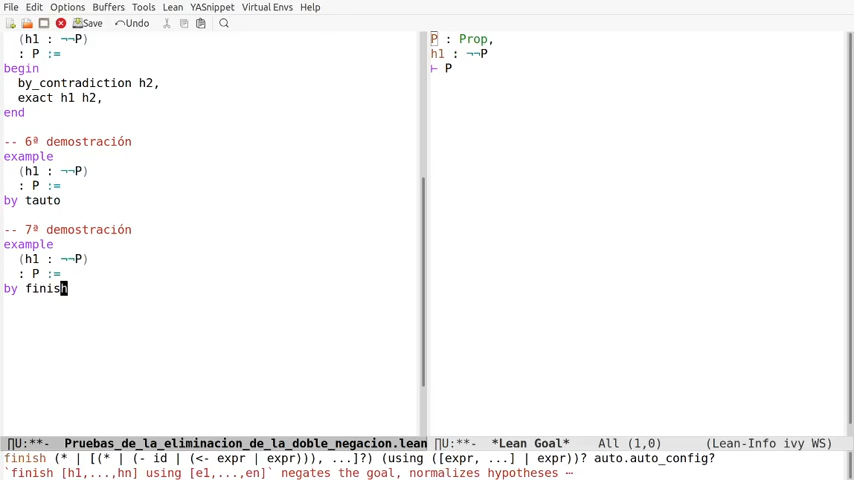 File Edit Options Buffers Tools Lean YASnippet Virtual Envs Help
Save Undo
(h1 : ¬¬P)
: P :=
begin
by_contradiction h2,
exact h1 h2,
end
-- 6ª demostración
example
(h1 : ¬¬P)
: P :=
by tauto
-- 7ª demostración
example
(h1 : ¬¬P)
: P :=
by finish
P : Prop,
h1 : ¬¬P
⊢ P
∏U:**- Pruebas_de_la_eliminacion_de_la_doble_negacion.lean
∏U:**- *Lean Goal* All (1,0) (Lean-Info ivy WS)
finish (* | [(* | (- id | (<- expr | expr))), ...]?) (using ([expr, ...] | expr))? auto.auto_config?
`finish [h1,...,hn] using [e1,...,en]` negates the goal, normalizes hypotheses ⋯